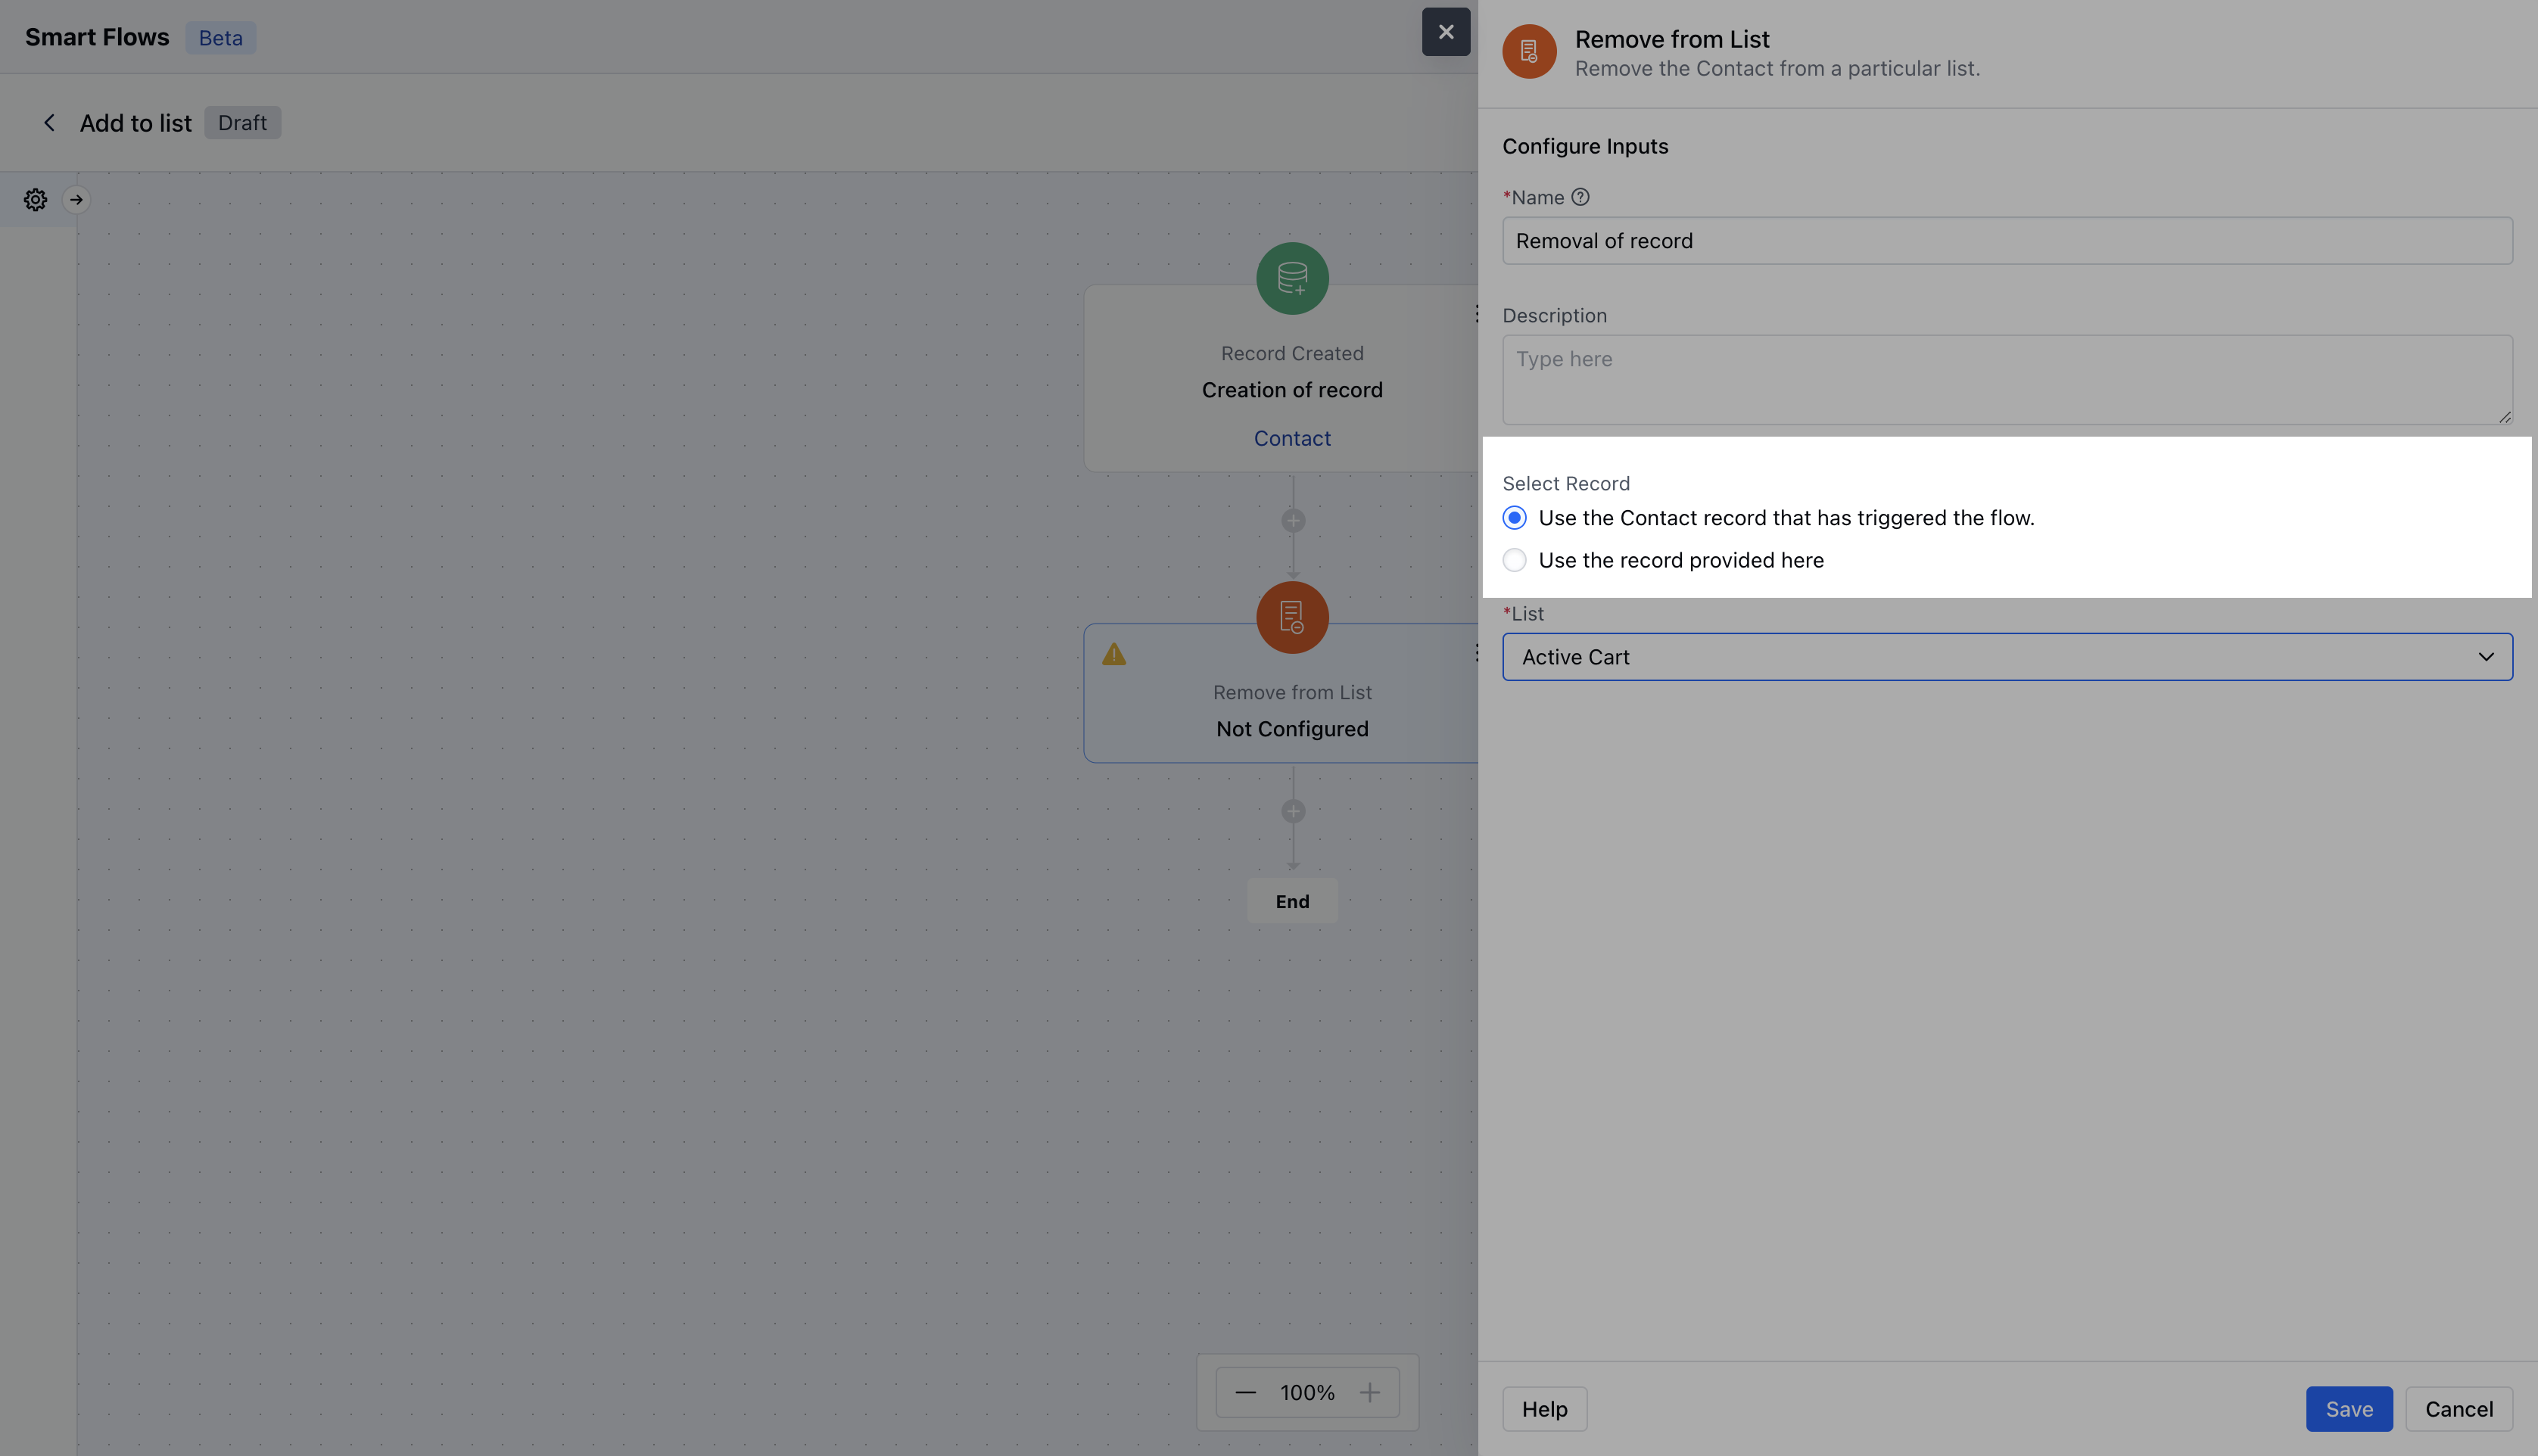 Smart Flows Beta
Add to list Draft
Record Created
Creation of record
Contact
Remove from List
Not Configured
End
100%
Remove from List
Remove the Contact from a particular list.
Configure Inputs
*Name
Removal of record
Description
Type here
Select Record
Use the Contact record that has triggered the flow.
Use the record provided here
*List
Active Cart
Help Save Cancel